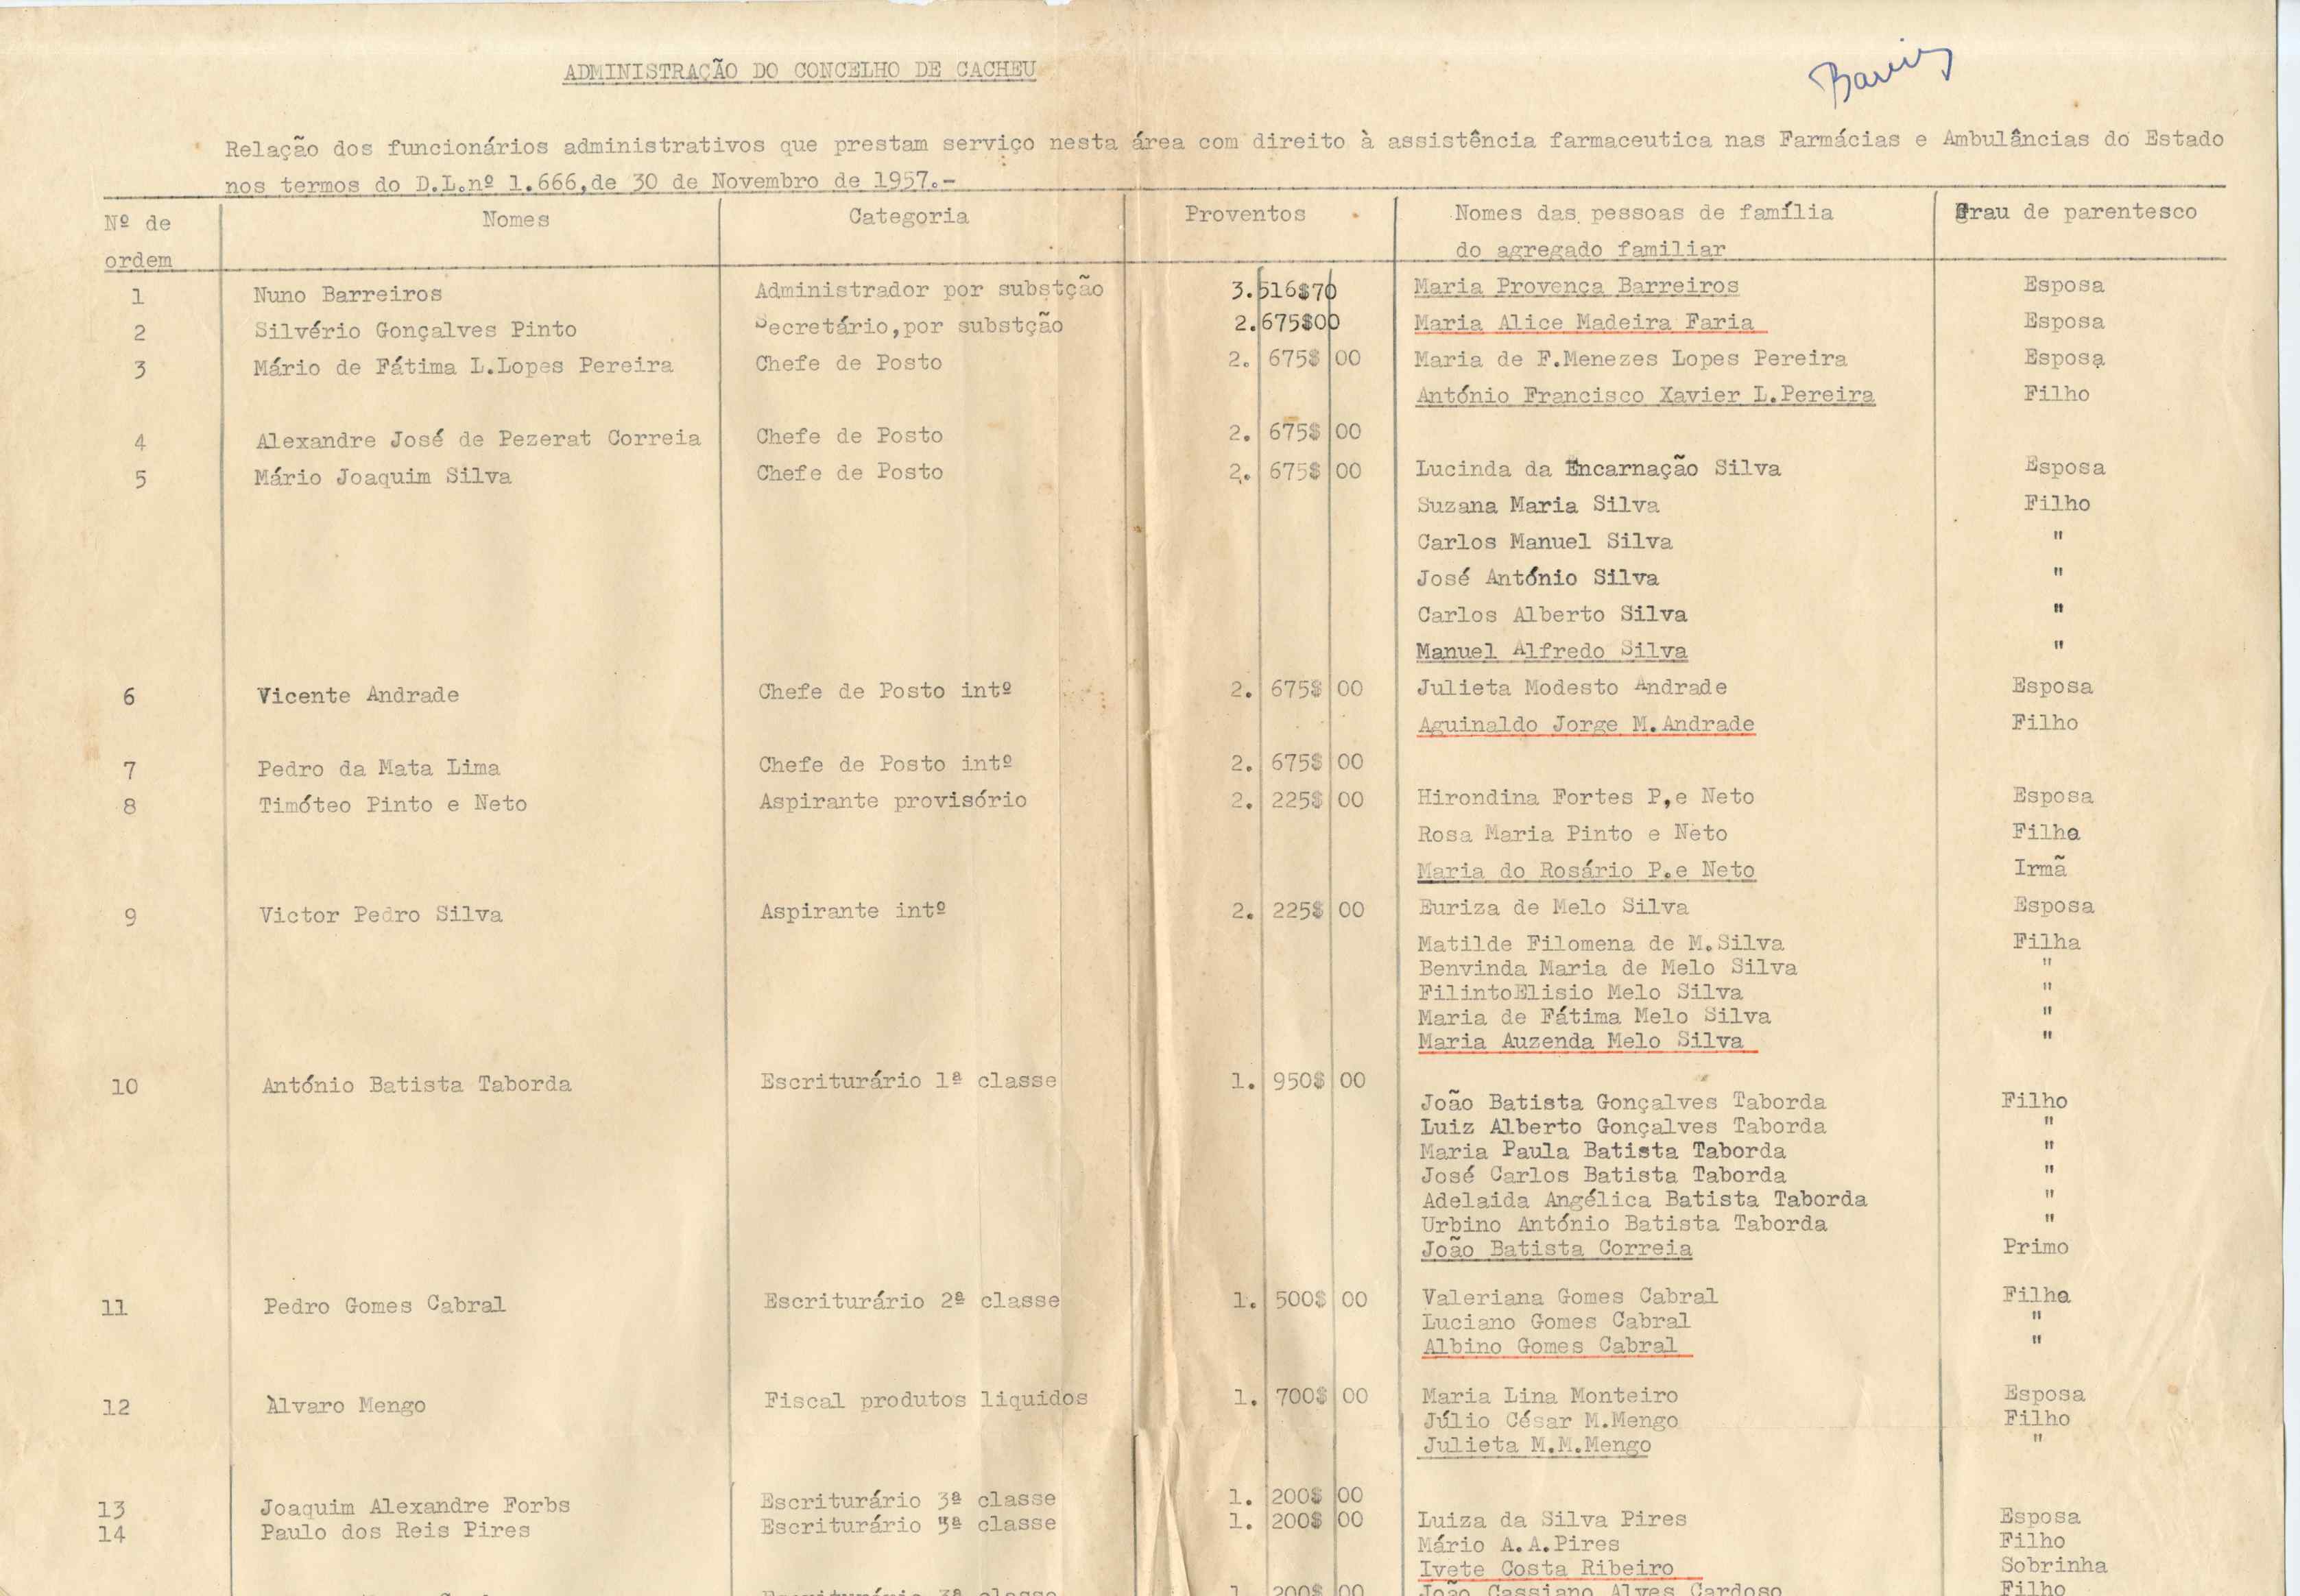 ADMINISTRAÇÃO DO CONCELHO DE CACHEU
Relação dos funcionários administrativos que prestam serviço nesta área com direito à assistência farmaceutica nas Farmácias e Ambulâncias do Estado
nos termos do D.L.nº 1.666,de 30 de Novembro de 1957.-
Nº de ordem Nomes Categoria Proventos Nomes das pessoas de família do agregado familiar Grau de parentesco
1 Nuno Barreiros Administrador por substção 3.516$70 Maria Provença Barreiros Esposa
2 Silvério Gonçalves Pinto Secretário,por substção 2.675$00 Maria Alice Madeira Faria Esposa
3 Mário de Fátima L.Lopes Pereira Chefe de Posto 2.675$00 Maria de F.Menezes Lopes Pereira Esposa
António Francisco Xavier L.Pereira Filho
4 Alexandre José de Pezerat Correia Chefe de Posto 2.675$00
5 Mário Joaquim Silva Chefe de Posto 2.675$00 Lucinda da Encarnação Silva Esposa
Suzana Maria Silva Filho
Carlos Manuel Silva "
José António Silva "
Carlos Alberto Silva "
Manuel Alfredo Silva "
6 Vicente Andrade Chefe de Posto intº 2.675$00 Julieta Modesto Andrade Esposa
Aguinaldo Jorge M.Andrade Filho
7 Pedro da Mata Lima Chefe de Posto intº 2.675$00
8 Timóteo Pinto e Neto Aspirante provisório 2.225$00 Hirondina Fortes P,e Neto Esposa
Rosa Maria Pinto e Neto Filha
Maria do Rosário P.e Neto Irmã
9 Victor Pedro Silva Aspirante intº 2.225$00 Euriza de Melo Silva Esposa
Matilde Filomena de M.Silva Filha
Benvinda Maria de Melo Silva "
FilintoElisio Melo Silva "
Maria de Fátima Melo Silva "
Maria Auzenda Melo Silva "
10 António Batista Taborda Escriturário 1ª classe 1.950$00
João Batista Gonçalves Taborda Filho
Luiz Alberto Gonçalves Taborda "
Maria Paula Batista Taborda "
José Carlos Batista Taborda "
Adelaida Angélica Batista Taborda "
Urbino António Batista Taborda "
João Batista Correia Primo
11 Pedro Gomes Cabral Escriturário 2ª classe 1.500$00 Valeriana Gomes Cabral Filha
Luciano Gomes Cabral "
Albino Gomes Cabral "
12 Àlvaro Mengo Fiscal produtos liquidos 1.700$00 Maria Lina Monteiro Esposa
Júlio César M.Mengo Filho
Julieta M.M.Mengo "
13 Joaquim Alexandre Forbs Escriturário 3ª classe 1.200$00
14 Paulo dos Reis Pires Escriturário 3ª classe 1.200$00 Luiza da Silva Pires Esposa
Mário A.A.Pires Filho
Ivete Costa Ribeiro Sobrinha
Escriturário 3ª classe 1.200$00 João Cassiano Alves Cardoso Filho